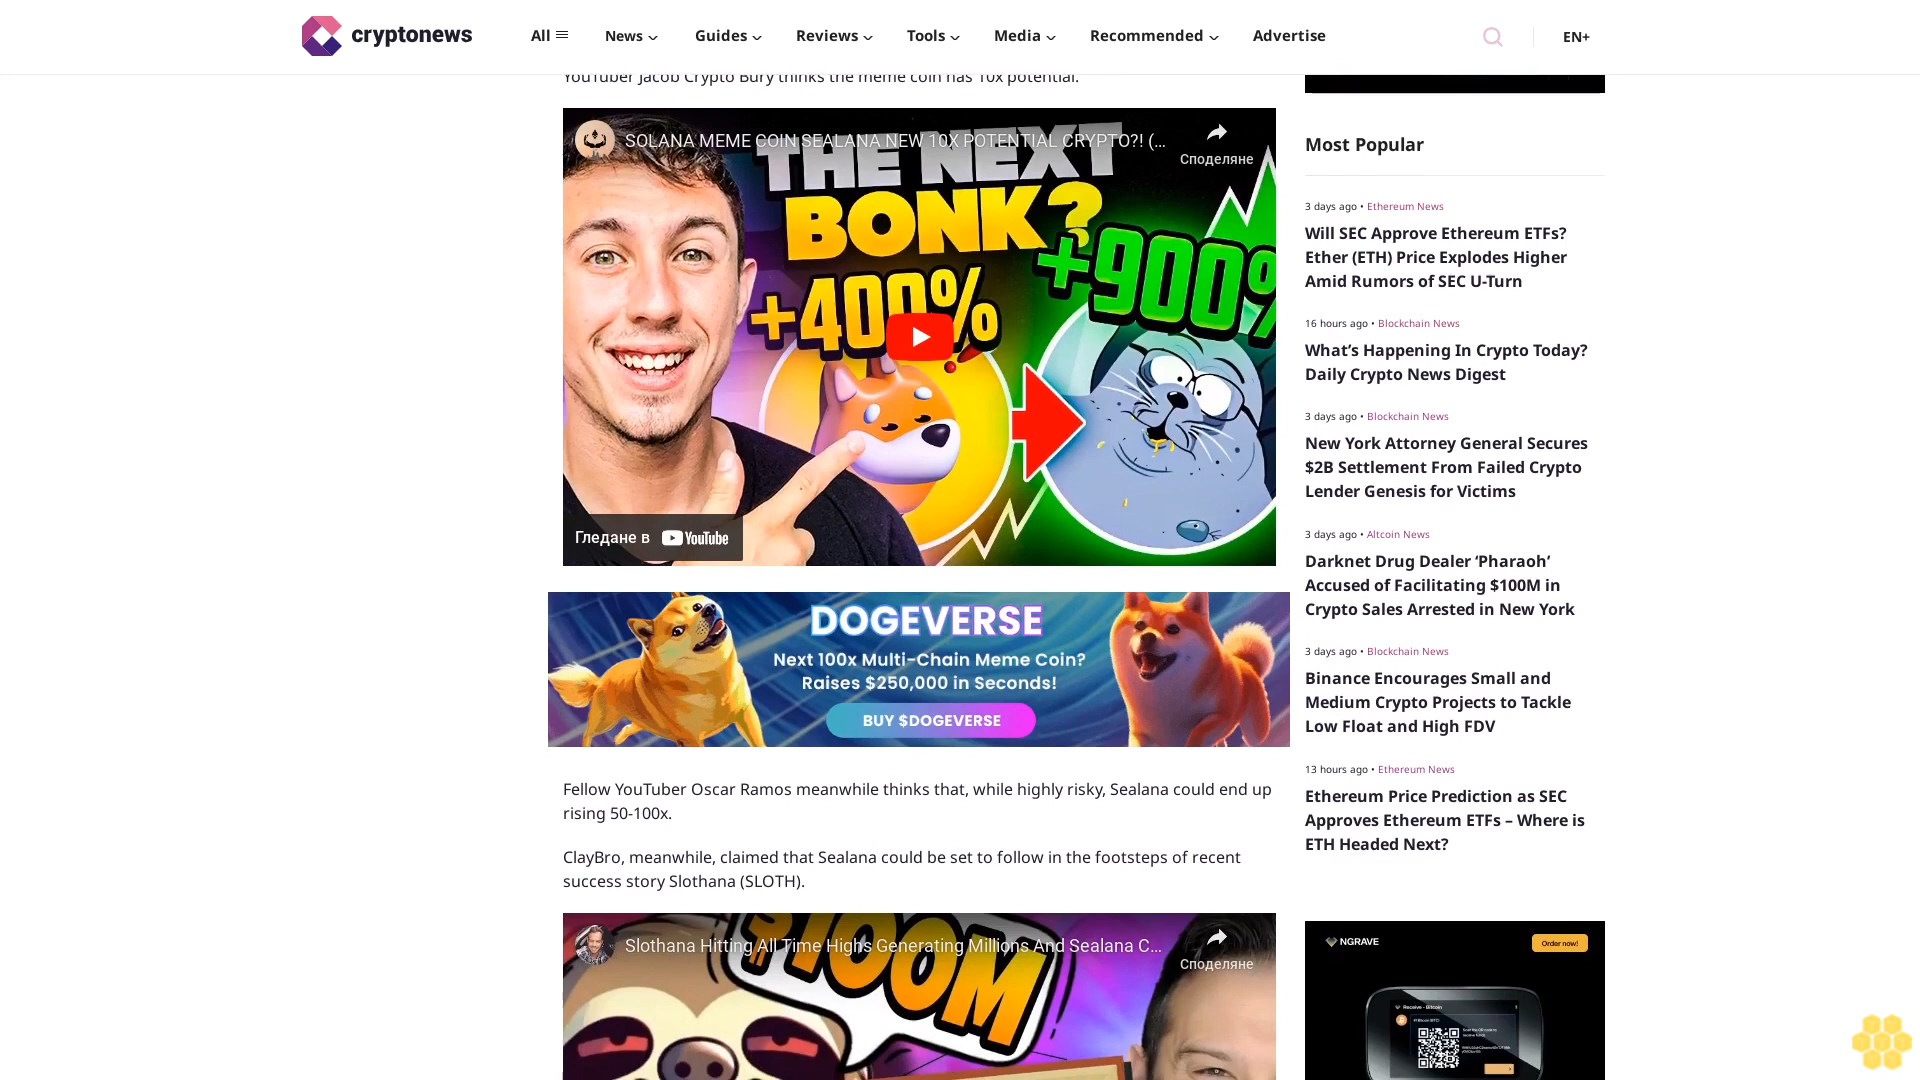 cryptonews
All
News
Guides
Reviews
Tools
Media
Recommended
Advertise
EN+
YouTuber Jacob Crypto Bury thinks the meme coin has 10x potential.
SOLANA MEME COIN SEALANA NEW 10X POTENTIAL CRYPTO?! (...
Споделяне
THE NEXT
BONK?
+400%
+900%
Гледане в YouTube
DOGEVERSE
Next 100x Multi-Chain Meme Coin?
Raises $250,000 in Seconds!
BUY $DOGEVERSE
Fellow YouTuber Oscar Ramos meanwhile thinks that, while highly risky, Sealana could end up
rising 50-100x.
ClayBro, meanwhile, claimed that Sealana could be set to follow in the footsteps of recent
success story Slothana (SLOTH).
Slothana Hitting All Time Highs Generating Millions And Sealana C...
Споделяне
$100M
Most Popular
3 days ago • Ethereum News
Will SEC Approve Ethereum ETFs?
Ether (ETH) Price Explodes Higher
Amid Rumors of SEC U-Turn
16 hours ago • Blockchain News
What’s Happening In Crypto Today?
Daily Crypto News Digest
3 days ago • Blockchain News
New York Attorney General Secures
$2B Settlement From Failed Crypto
Lender Genesis for Victims
3 days ago • Altcoin News
Darknet Drug Dealer ‘Pharaoh’
Accused of Facilitating $100M in
Crypto Sales Arrested in New York
3 days ago • Blockchain News
Binance Encourages Small and
Medium Crypto Projects to Tackle
Low Float and High FDV
13 hours ago • Ethereum News
Ethereum Price Prediction as SEC
Approves Ethereum ETFs – Where is
ETH Headed Next?
NGRAVE
Order now!
Receive - Bitcoin